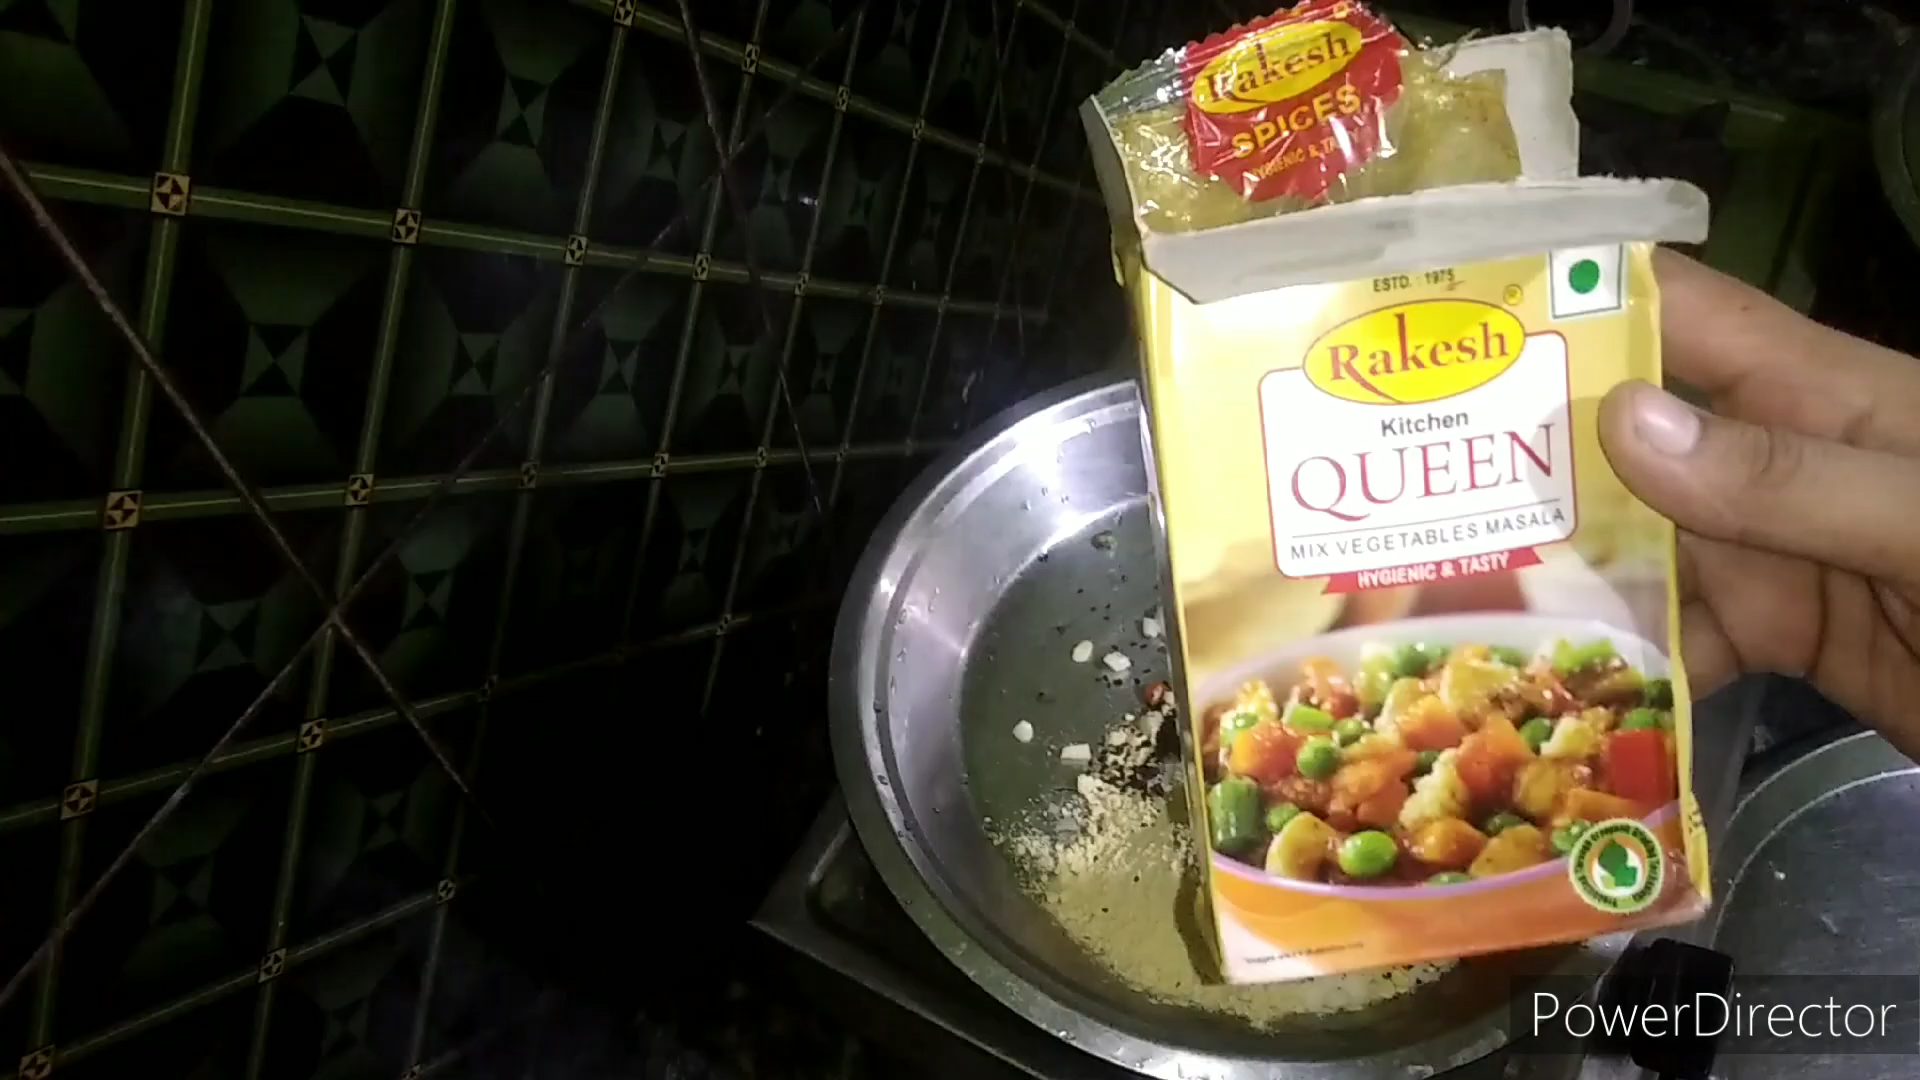 Rakesh
SPICES
ESTD. : 1975
Rakesh
Kitchen
QUEEN
MIX VEGETABLES MASALA
HYGIENIC & TASTY
PowerDirector